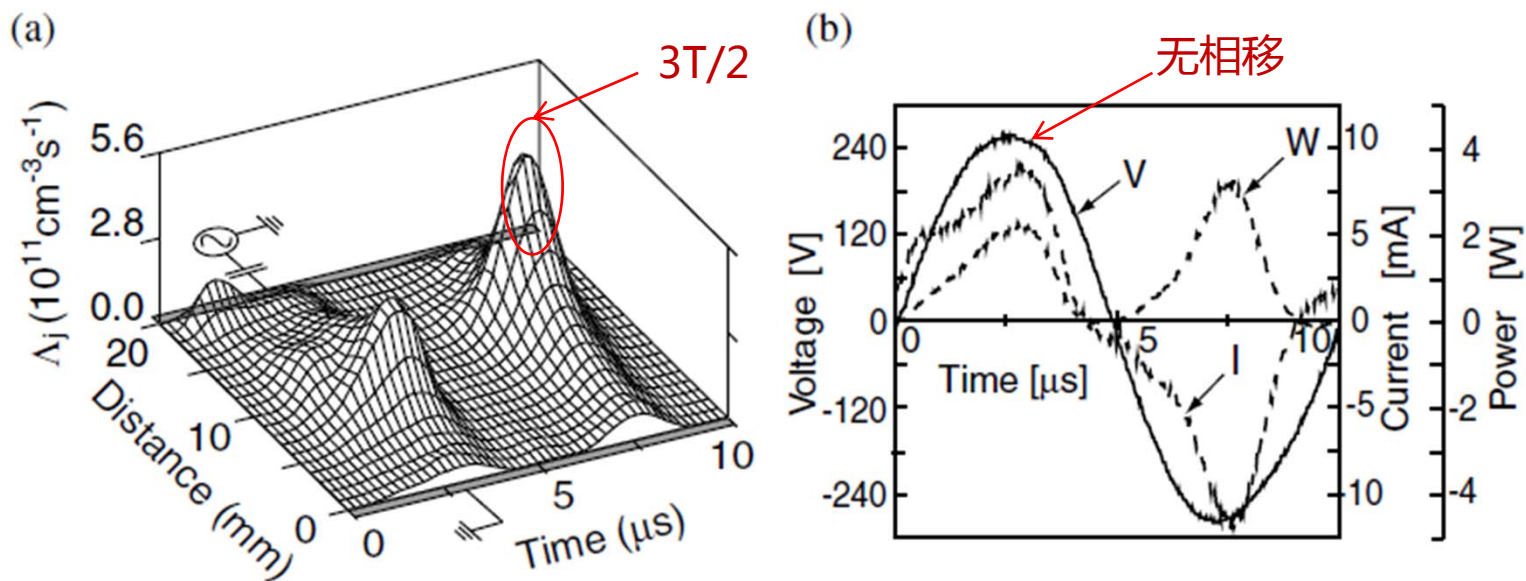 (a)
3T/2
Λj (10¹¹cm⁻³s⁻¹)
5.6
2.8
0.0
20
10
0
Distance (mm)
0
5
10
Time (μs)
(b)
无相移
240
120
0
-120
-240
Voltage [V]
0
5
10
Time [μs]
V
W
I
10
5
0
-5
10
Current [mA]
4
2
0
-2
-4
Power [W]